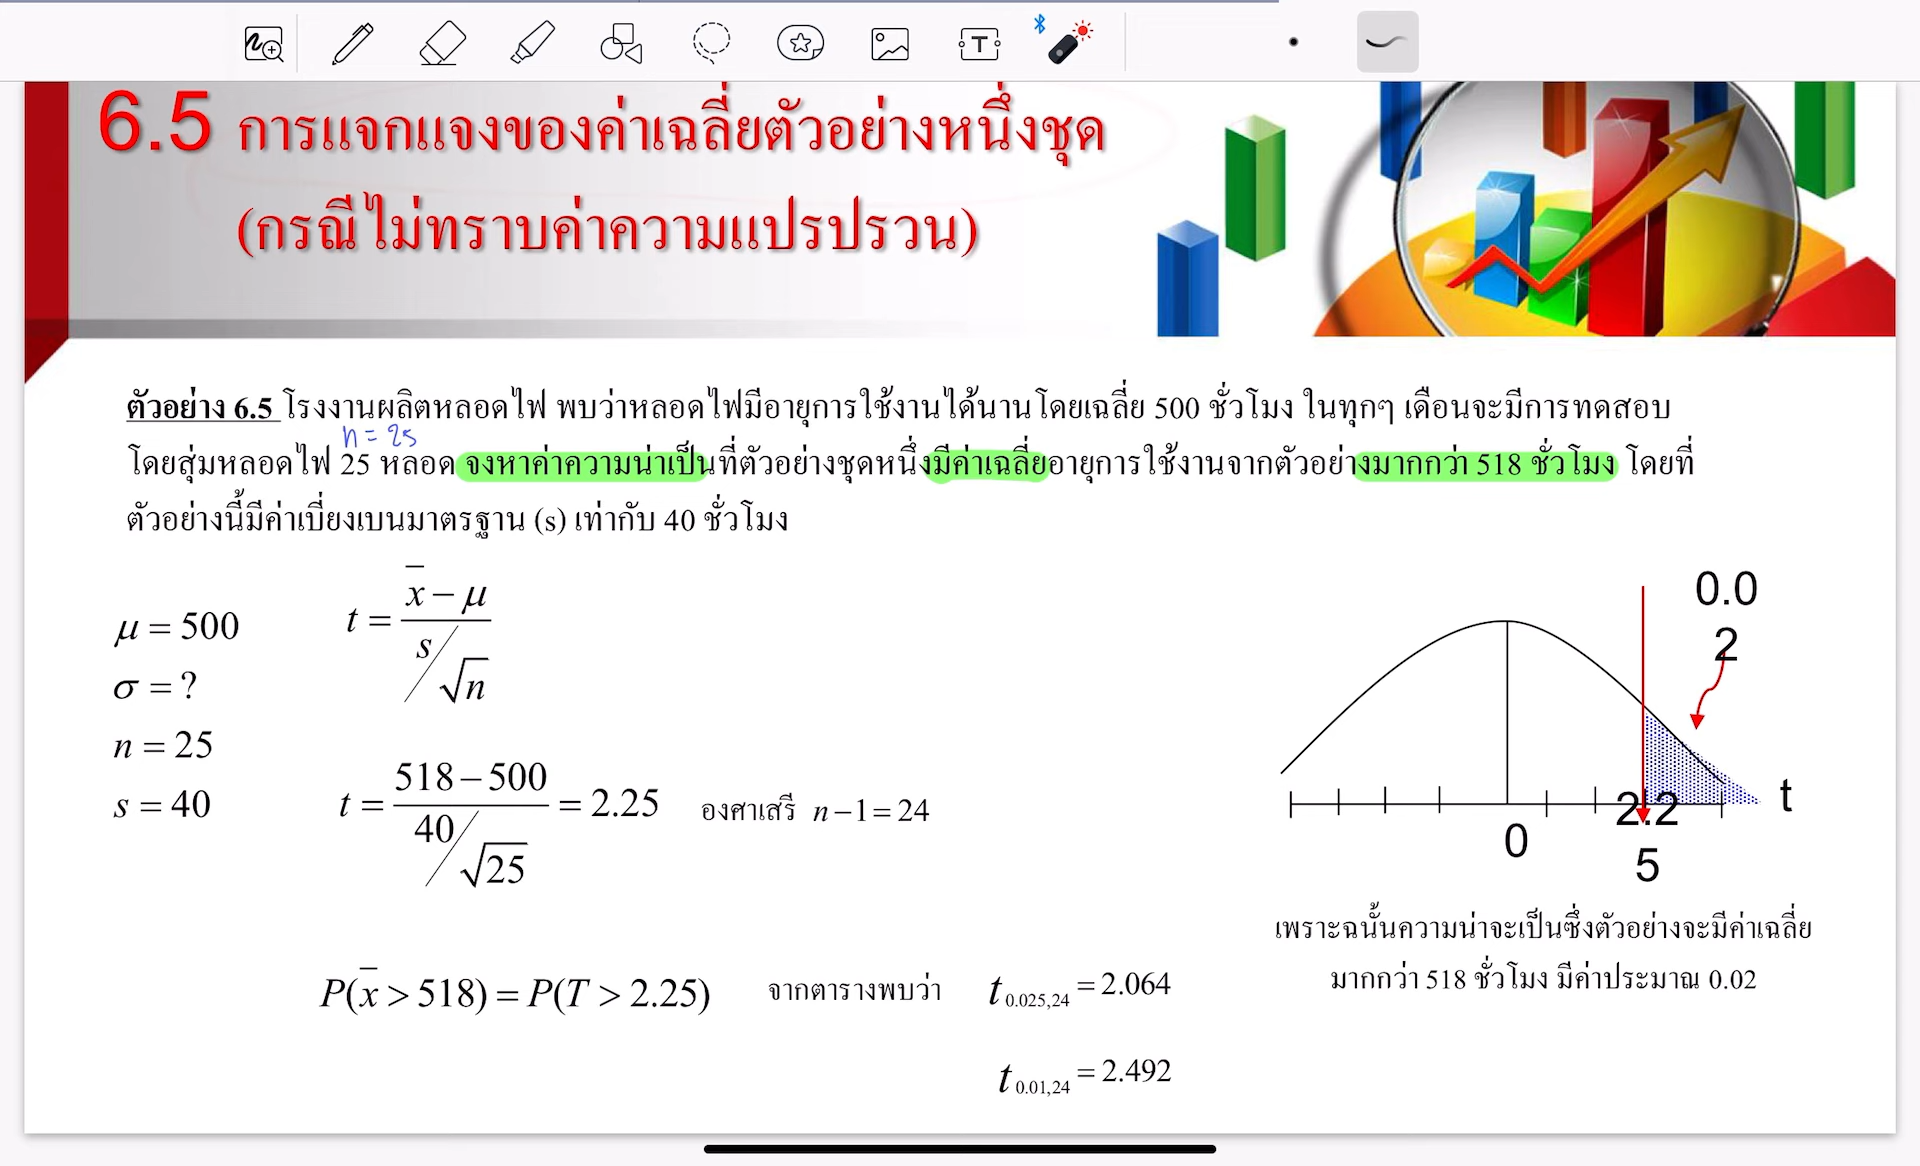 6.5 การแจกแจงของค่าเฉลี่ยตัวอย่างหนึ่งชุด
(กรณีไม่ทราบค่าความแปรปรวน)
ตัวอย่าง 6.5 โรงงานผลิตหลอดไฟ พบว่าหลอดไฟมีอายุการใช้งานได้นานโดยเฉลี่ย 500 ชั่วโมง ในทุกๆ เดือนจะมีการทดสอบ
n = 25
โดยสุ่มหลอดไฟ 25 หลอด จงหาค่าความน่าเป็นที่ตัวอย่างชุดหนึ่งมีค่าเฉลี่ยอายุการใช้งานจากตัวอย่างมากกว่า 518 ชั่วโมง โดยที่
ตัวอย่างนี้มีค่าเบี่ยงเบนมาตรฐาน (s) เท่ากับ 40 ชั่วโมง
μ = 500
σ = ?
n = 25
s = 40
t = (x̄ − μ) / (s/√n)
t = (518 − 500) / (40/√25) = 2.25 องศาเสรี n−1 = 24
P(x̄ > 518) = P(T > 2.25) จากตารางพบว่า t 0.025,24 = 2.064
t 0.01,24 = 2.492
0.0
2
t
0
2.2
5
เพราะฉนั้นความน่าจะเป็นซึ่งตัวอย่างจะมีค่าเฉลี่ย
มากกว่า 518 ชั่วโมง มีค่าประมาณ 0.02